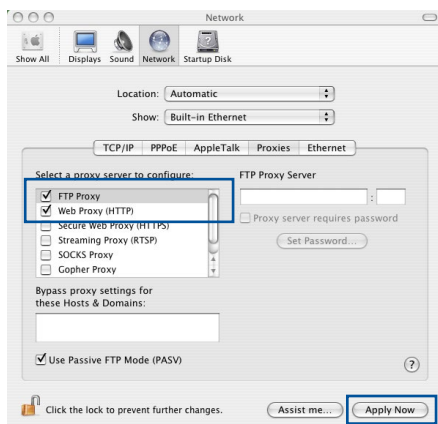 Network
Show All
Displays
Sound
Network
Startup Disk
Location: Automatic
Show: Built-in Ethernet
TCP/IP
PPPoE
AppleTalk
Proxies
Ethernet
Select a proxy server to configure:
FTP Proxy
Web Proxy (HTTP)
Secure Web Proxy (HTTPS)
Streaming Proxy (RTSP)
SOCKS Proxy
Gopher Proxy
FTP Proxy Server
:
Proxy server requires password
Set Password...
Bypass proxy settings for
these Hosts & Domains:
Use Passive FTP Mode (PASV)
?
Click the lock to prevent further changes.
Assist me...
Apply Now